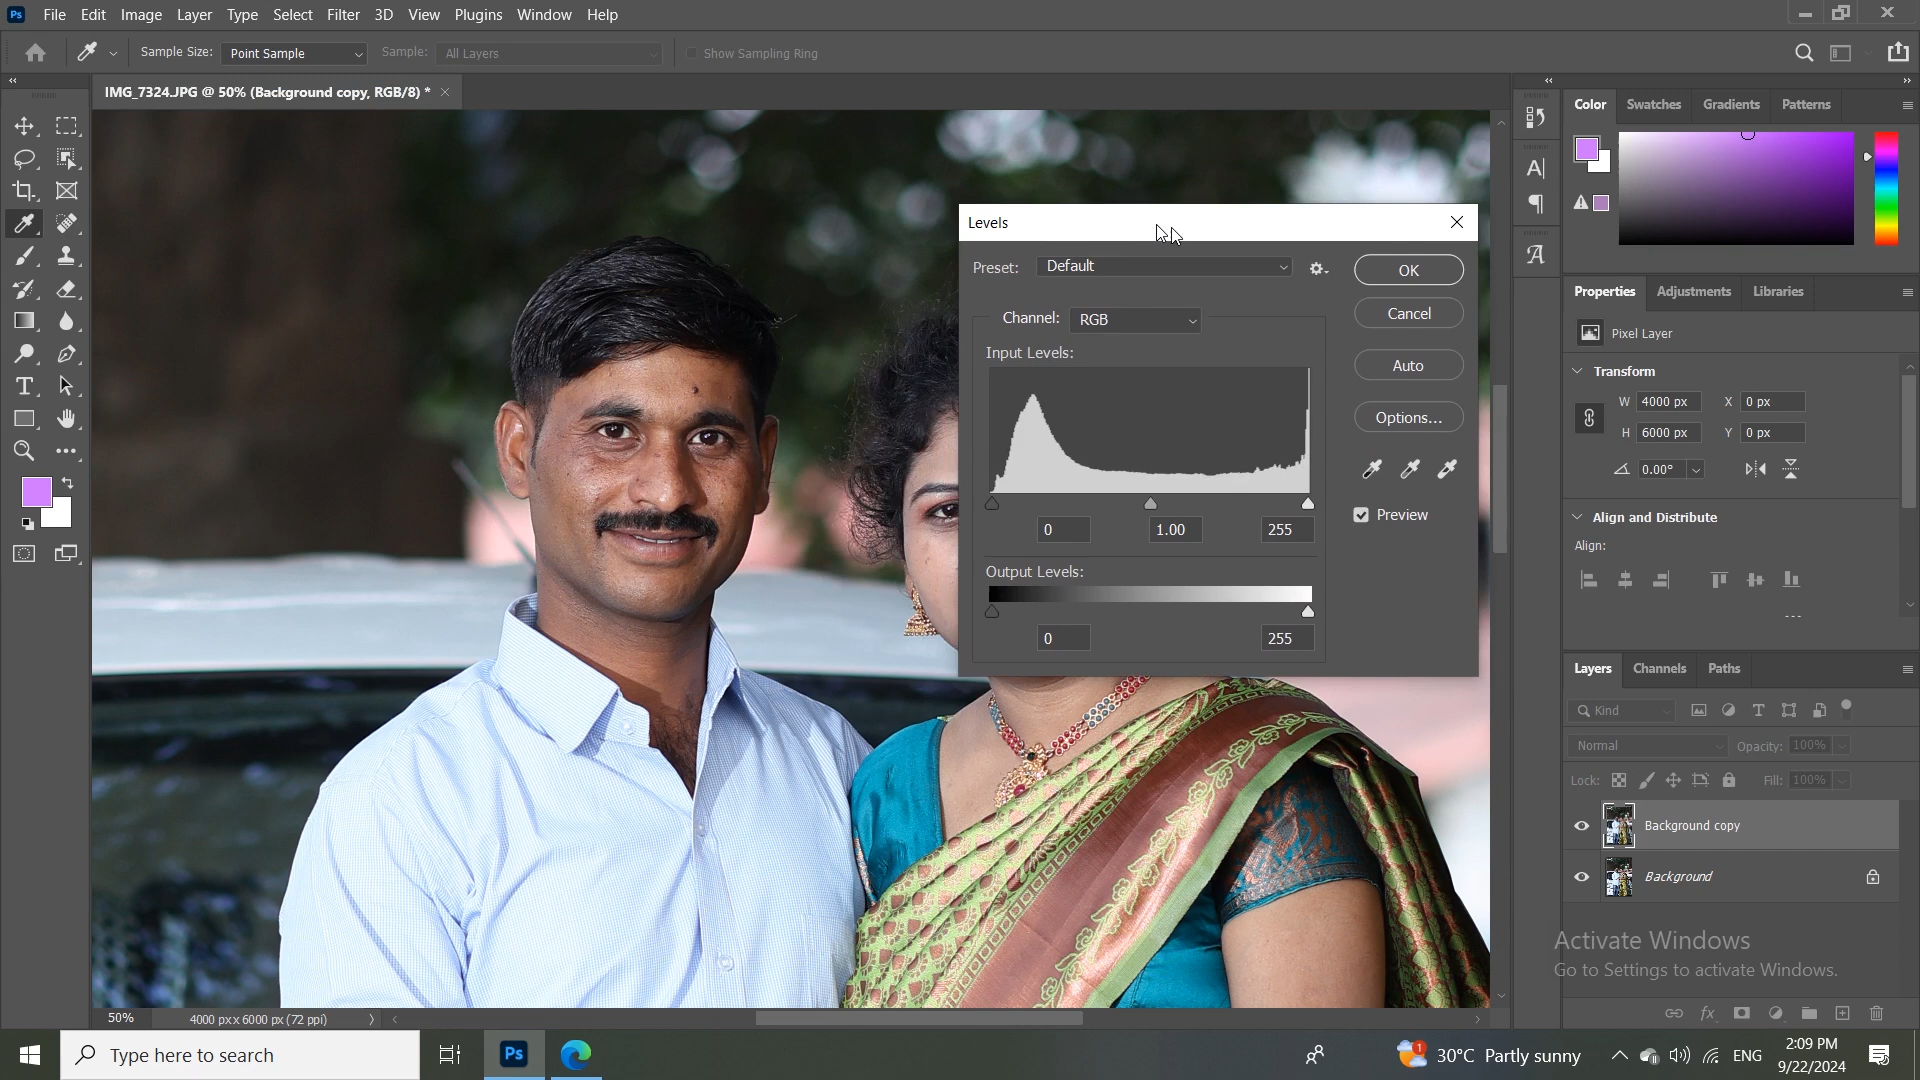 Ps File Edit Image Layer Type Select Filter 3D View Plugins Window Help
Sample Size: Point Sample Sample: All Layers Show Sampling Ring
IMG_7324.JPG @ 50% (Background copy, RGB/8) *
Color Swatches Gradients Patterns
Levels
Preset: Default
OK
Channel: RGB
Cancel
Input Levels:
Auto
Options...
0 1.00 255
Preview
Output Levels:
0 255
Properties Adjustments Libraries
Pixel Layer
Transform
W 4000 px X 0 px
H 6000 px Y 0 px
0.00°
Align and Distribute
Align:
Layers Channels Paths
Kind
Normal Opacity: 100%
Lock: Fill: 100%
Background copy
Background
Activate Windows
Go to Settings to activate Windows.
50% 4000 px x 6000 px (72 ppi)
Type here to search
Ps
1
30°C Partly sunny
ENG
2:09 PM
9/22/2024